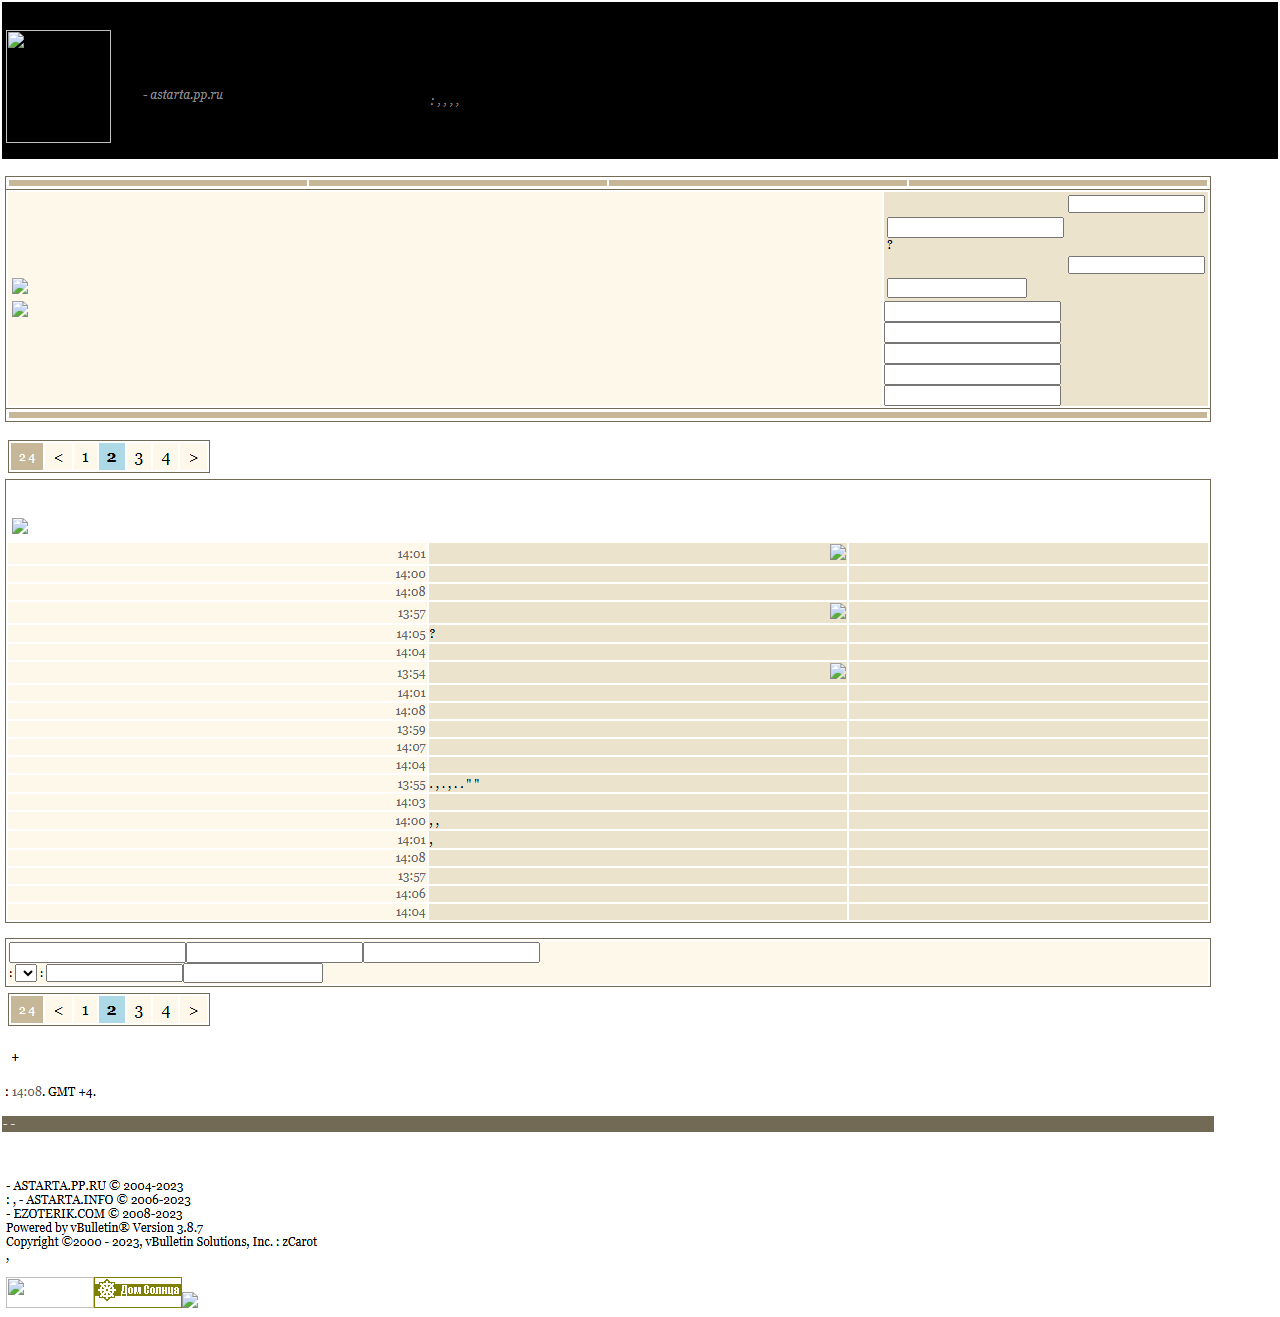 - astarta.pp.ru
: , , , ,
?
2 4 < 1 2 3 4 >
14:01
14:00
14:08
13:57
14:05 ?
14:04
13:54
14:01
14:08
13:59
14:07
14:04
13:55 . , . , . . " "
14:03
14:00 , ,
14:01 ,
14:08
13:57
14:06
14:04
: :
2 4 < 1 2 3 4 >
+
: 14:08. GMT +4.
- -
- ASTARTA.PP.RU © 2004-2023
: , - ASTARTA.INFO © 2006-2023
- EZOTERIK.COM © 2008-2023
Powered by vBulletin® Version 3.8.7
Copyright ©2000 - 2023, vBulletin Solutions, Inc. : zCarot
,
Дом Солнца